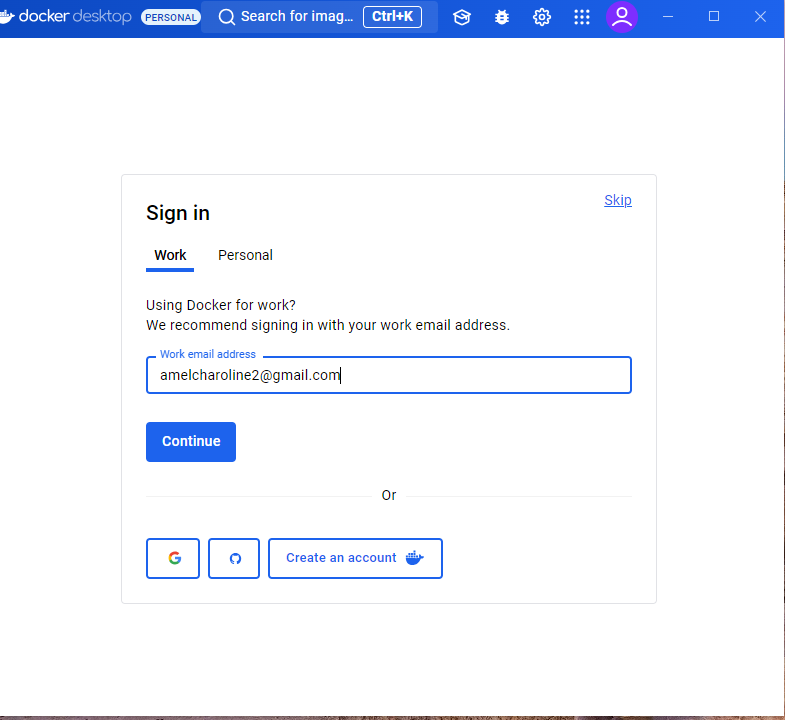 docker desktop PERSONAL Search for imag... Ctrl+K
Skip
Sign in
Work Personal
Using Docker for work?
We recommend signing in with your work email address.
Work email address
amelcharoline2@gmail.com
Continue
Or
G Create an account